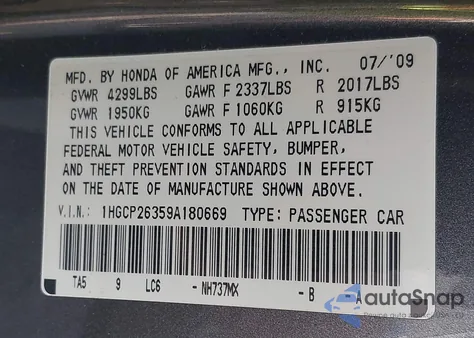 MFD. BY HONDA OF AMERICA MFG., INC. 07/'09
GVWR 4299LBS GAWR F 2337LBS R 2017LBS
GVWR 1950KG GAWR F 1060KG R 915KG
THIS VEHICLE CONFORMS TO ALL APPLICABLE
FEDERAL MOTOR VEHICLE SAFETY, BUMPER,
AND THEFT PREVENTION STANDARDS IN EFFECT
ON THE DATE OF MANUFACTURE SHOWN ABOVE.
V.I.N.: 1HGCP26359A180669 TYPE: PASSENGER CAR
TA5 9 LC6 -NH737MX -B -A
autoSnap